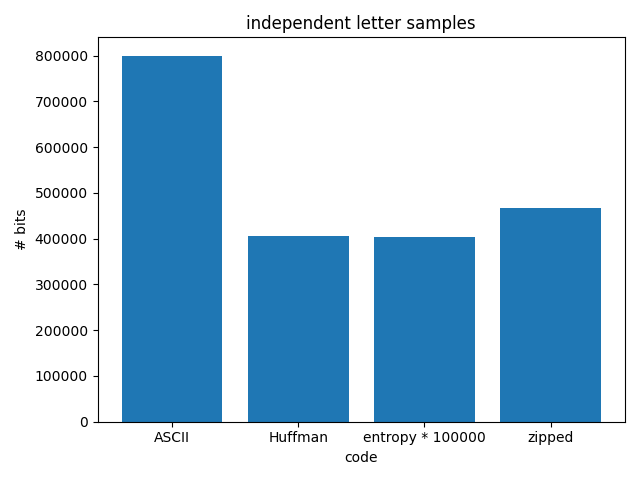 independent letter samples
800000
700000
600000
500000
400000
300000
200000
100000
0
# bits
ASCII Huffman entropy * 100000 zipped
code